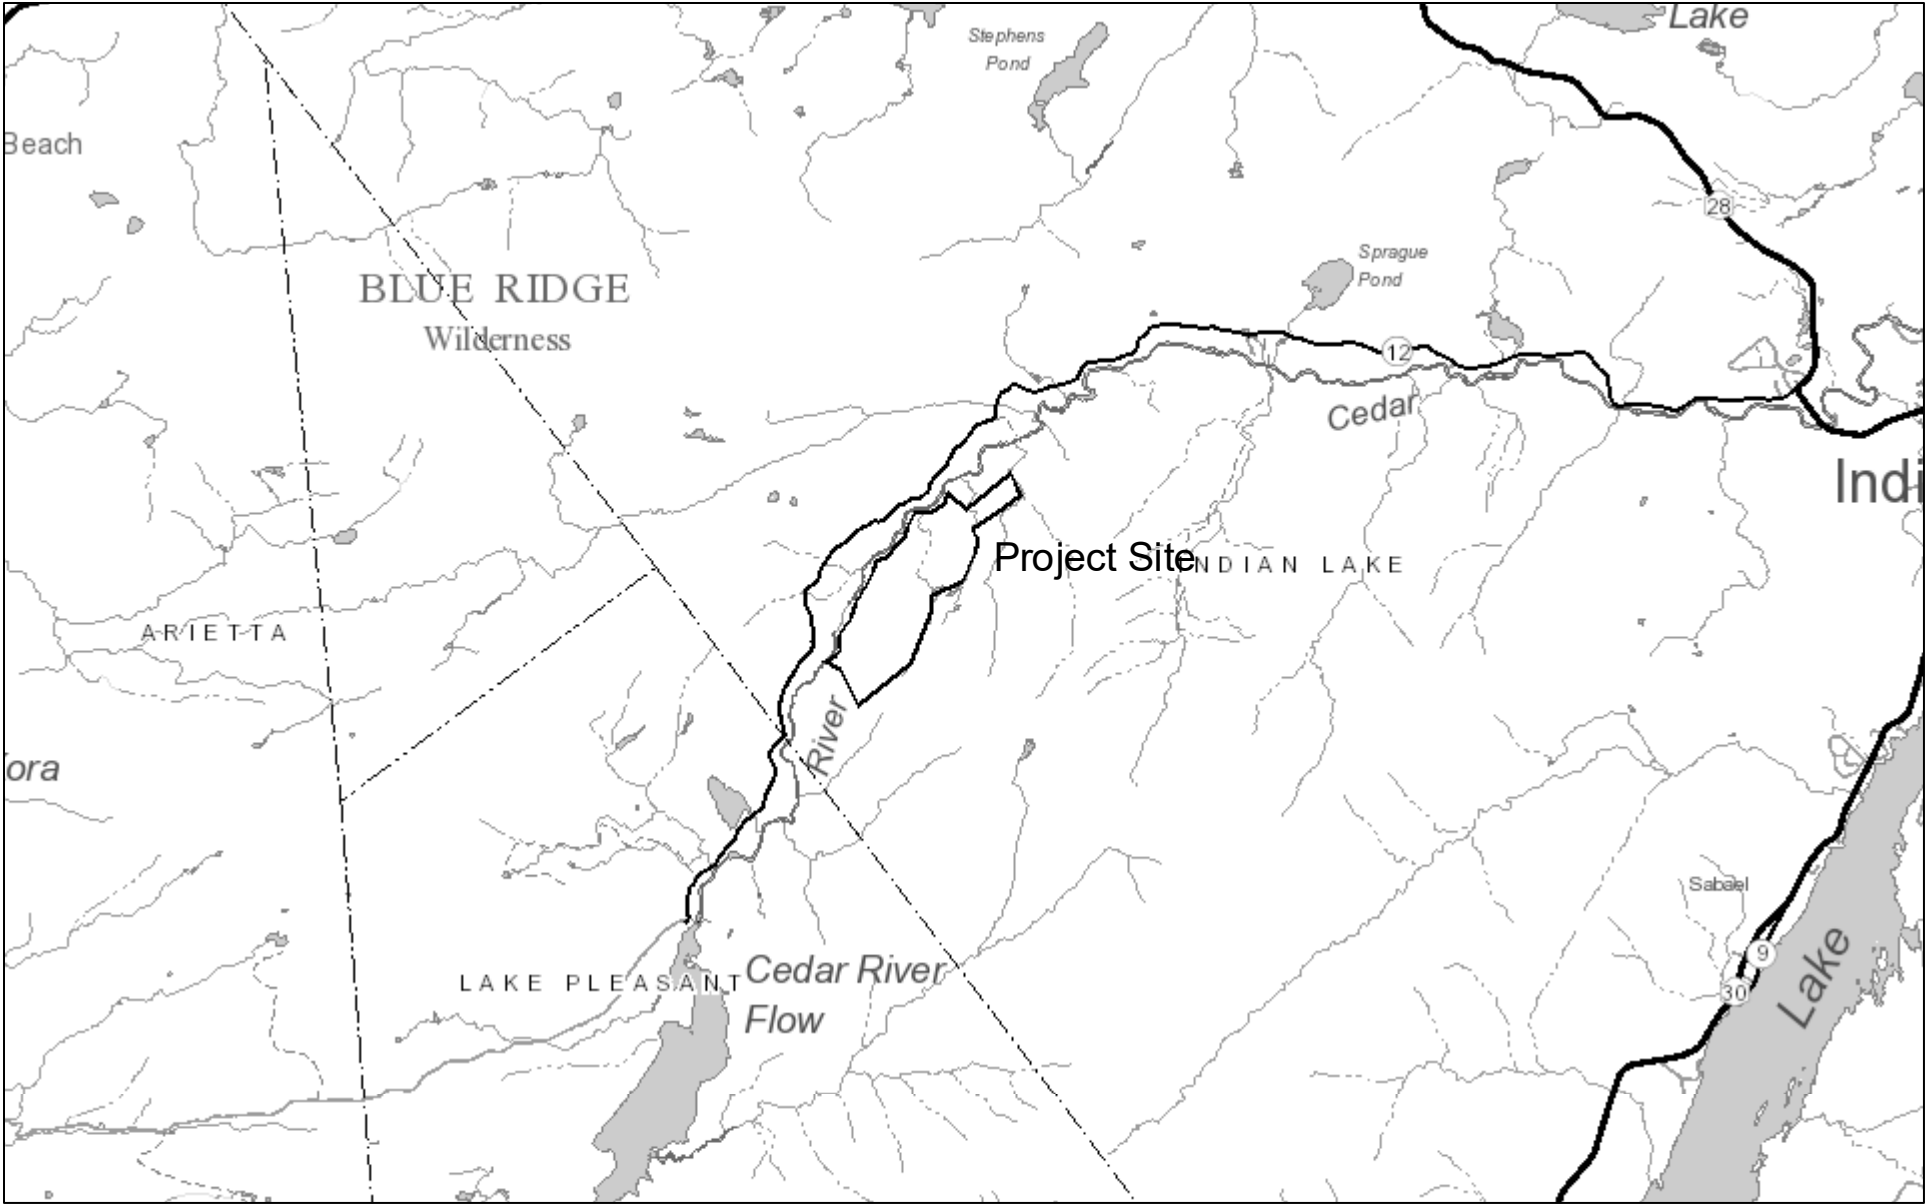 Lake
Stephens
Pond
Beach
28
Sprague
Pond
BLUE RIDGE
Wilderness
12
Cedar
Indi
Project Site
INDIAN LAKE
ARIETTA
River
ora
Sabael
9
Lake
LAKE PLEASANT
Cedar River
Flow
30